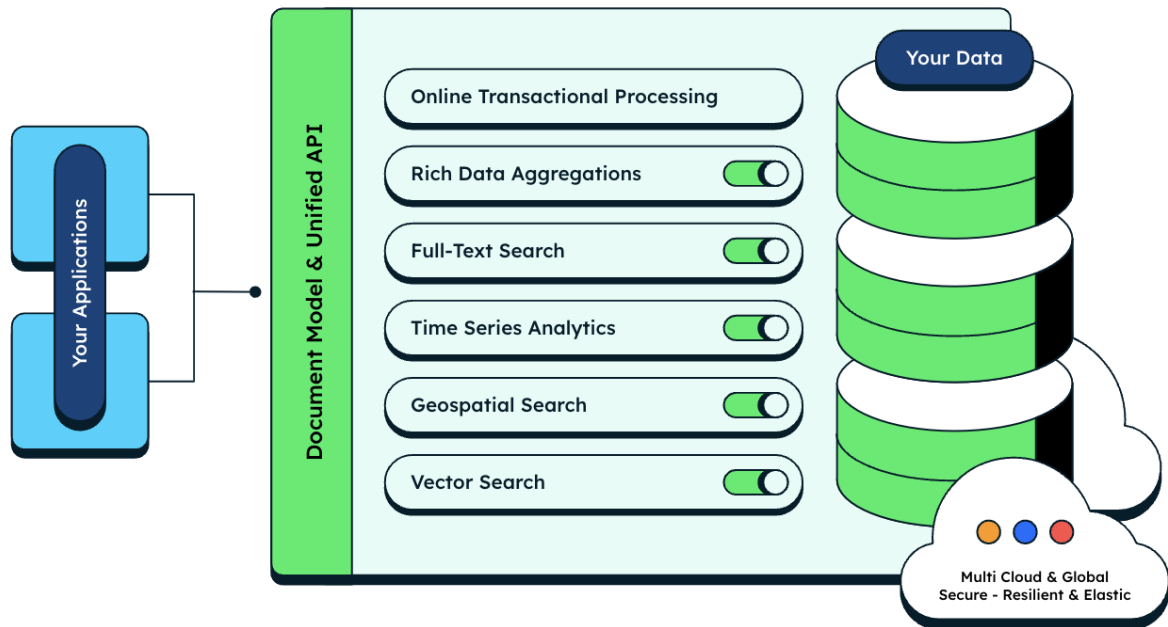 Your Applications
Document Model & Unified API
Online Transactional Processing
Rich Data Aggregations
Full-Text Search
Time Series Analytics
Geospatial Search
Vector Search
Your Data
Multi Cloud & Global
Secure - Resilient & Elastic